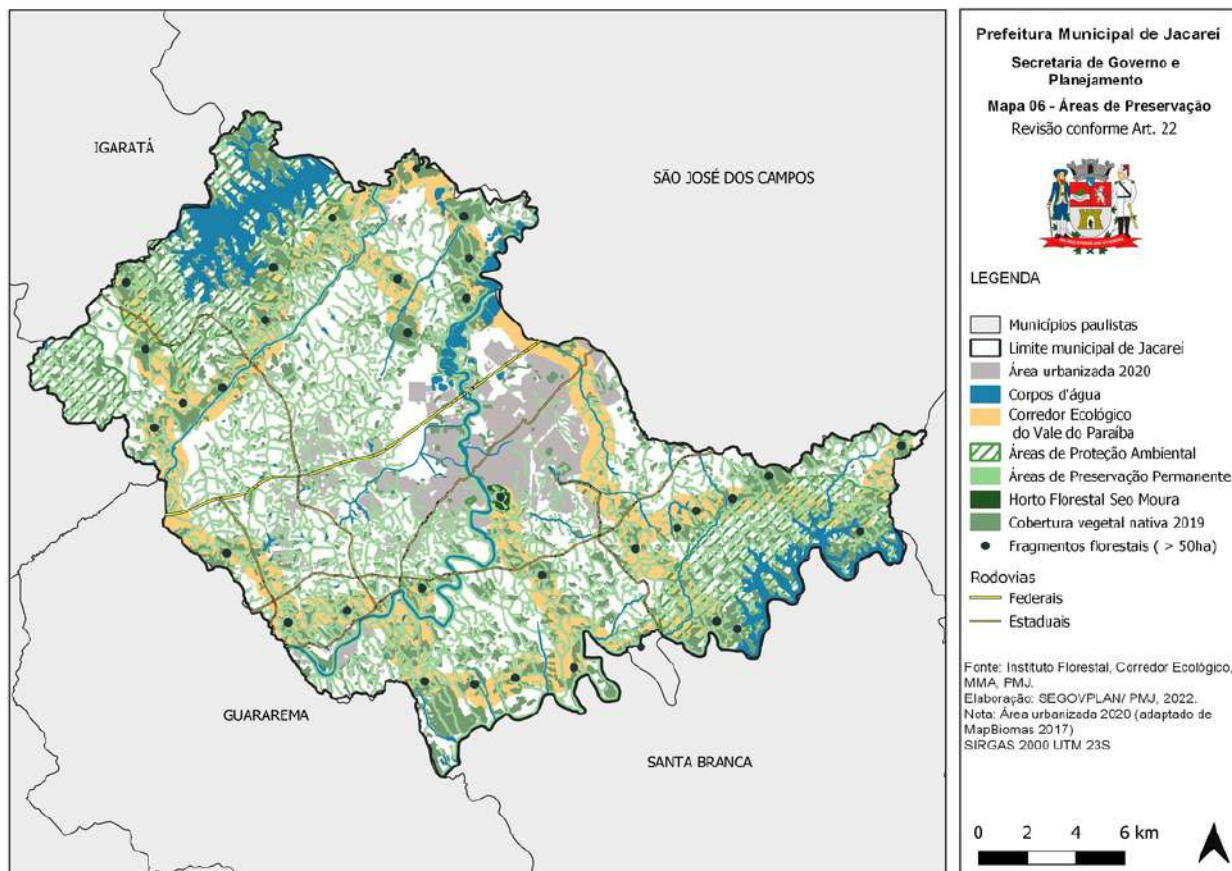 IGARATÁ
SÃO JOSÉ DOS CAMPOS
GUARAREMA
SANTA BRANCA
Prefeitura Municipal de Jacareí
Secretaria de Governo e
Planejamento
Mapa 06 - Áreas de Preservação
Revisão conforme Art. 22
LEGENDA
Municípios paulistas
Limite municipal de Jacareí
Área urbanizada 2020
Corpos d'água
Corredor Ecológico
do Vale do Paraíba
Áreas de Proteção Ambiental
Áreas de Preservação Permanente
Horto Florestal Seo Moura
Cobertura vegetal nativa 2019
Fragmentos florestais ( > 50ha)
Rodovias
Federais
Estaduais
Fonte: Instituto Florestal, Corredor Ecológico,
MMA, PMJ.
Elaboração: SEGOVPLAN/ PMJ, 2022.
Nota: Área urbanizada 2020 (adaptado de
MapBiomas 2017)
SIRGAS 2000 UTM 23S
0 2 4 6 km